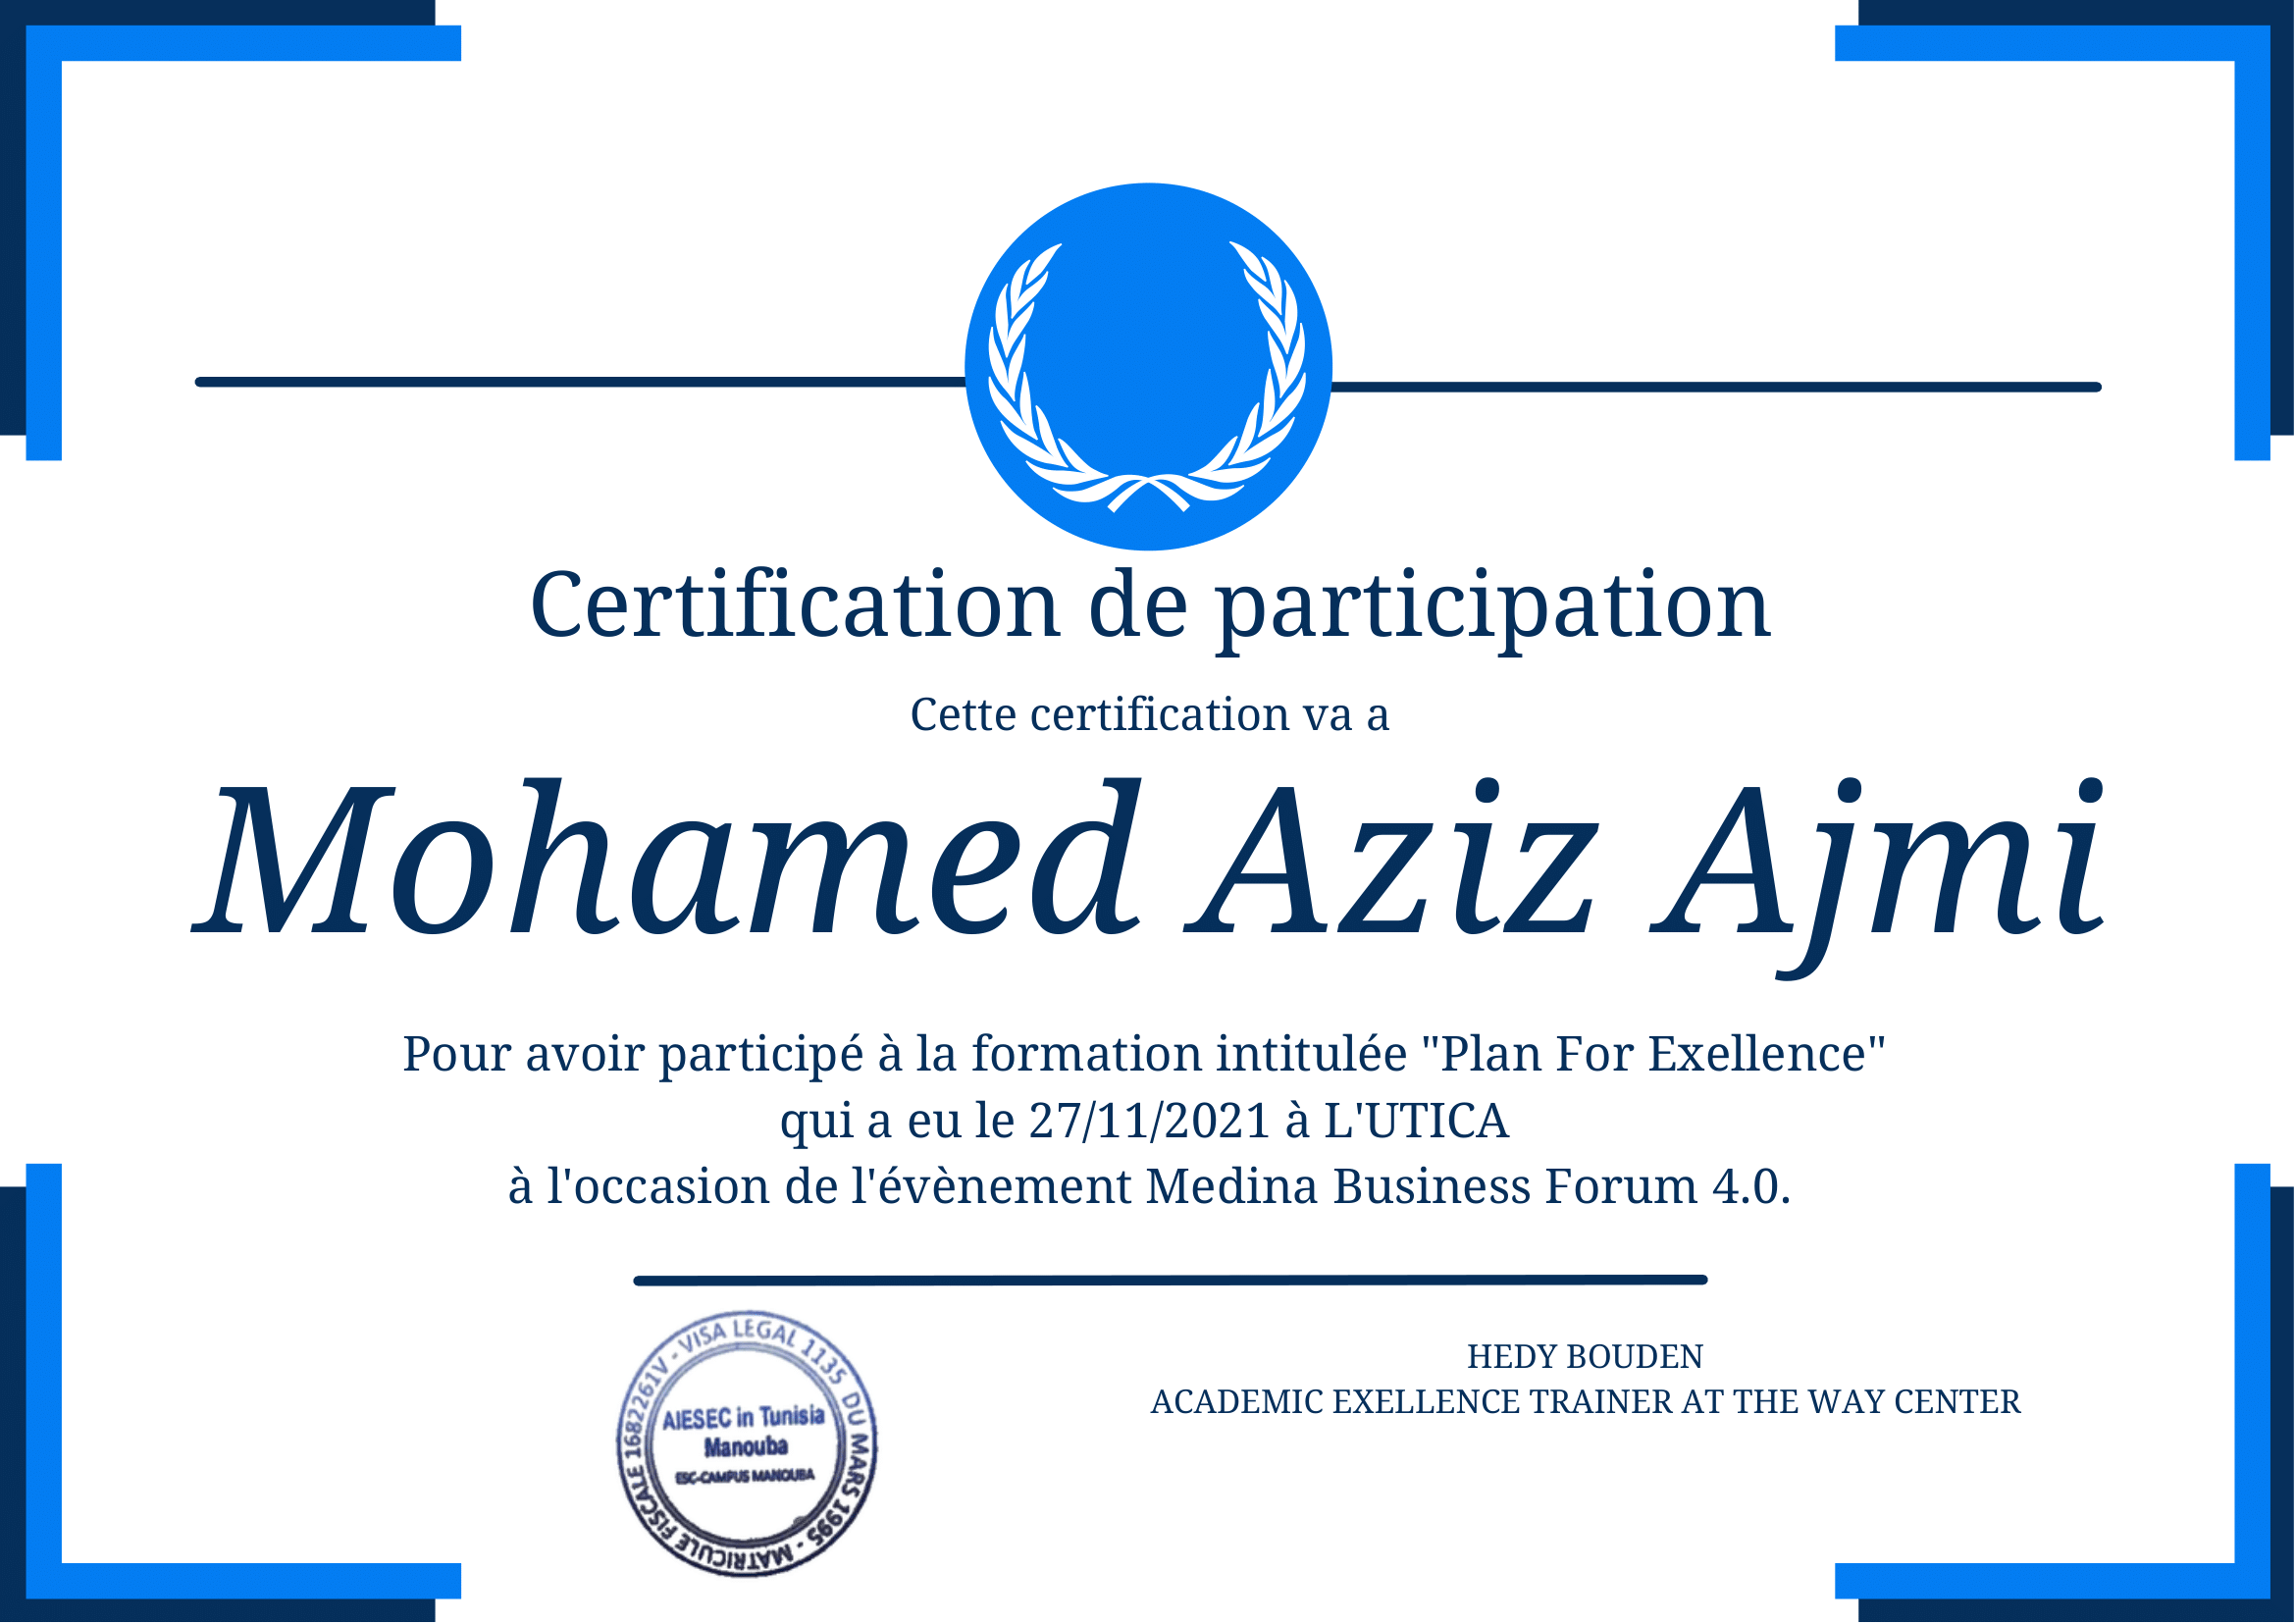 Certification de participation
Cette certification va a
Mohamed Aziz Ajmi
Pour avoir participé à la formation intitulée "Plan For Exellence"
qui a eu le 27/11/2021 à L'UTICA
à l'occasion de l'évènement Medina Business Forum 4.0.
HEDY BOUDEN
ACADEMIC EXELLENCE TRAINER AT THE WAY CENTER
MATRICULE FISCALE 1682261V - VISA LEGAL 1135 DU MARS 1995 -
AIESEC in Tunisia
Manouba
ESC-CAMPUS MANOUBA